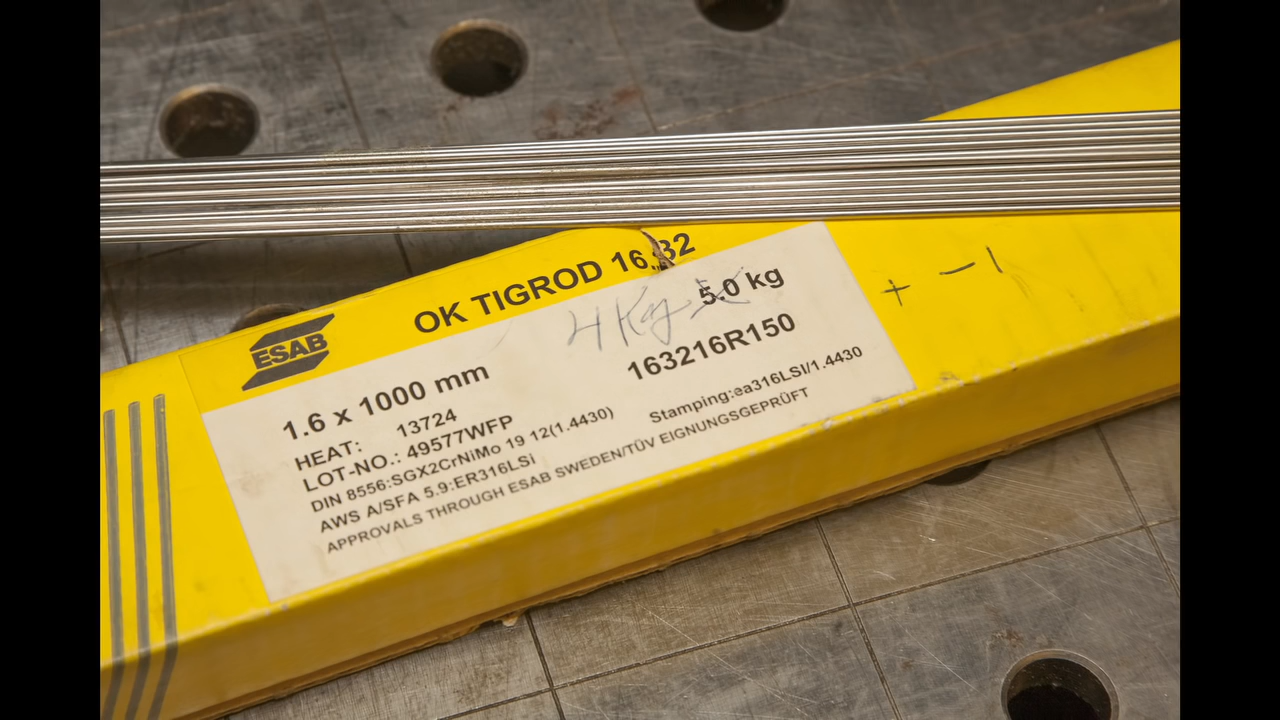 OK TIGROD 16.32
ESAB
4 Kg 5.0 kg
1.6 x 1000 mm
163216R150
HEAT: 13724
LOT-NO.: 49577WFP
Stamping:ea316LSI/1.4430
DIN 8556:SGX2CrNiMo 19 12(1.4430)
AWS A/SFA 5.9:ER316LSi
APPROVALS THROUGH ESAB SWEDEN/TÜV EIGNUNGSGEPRÜFT
+ -1